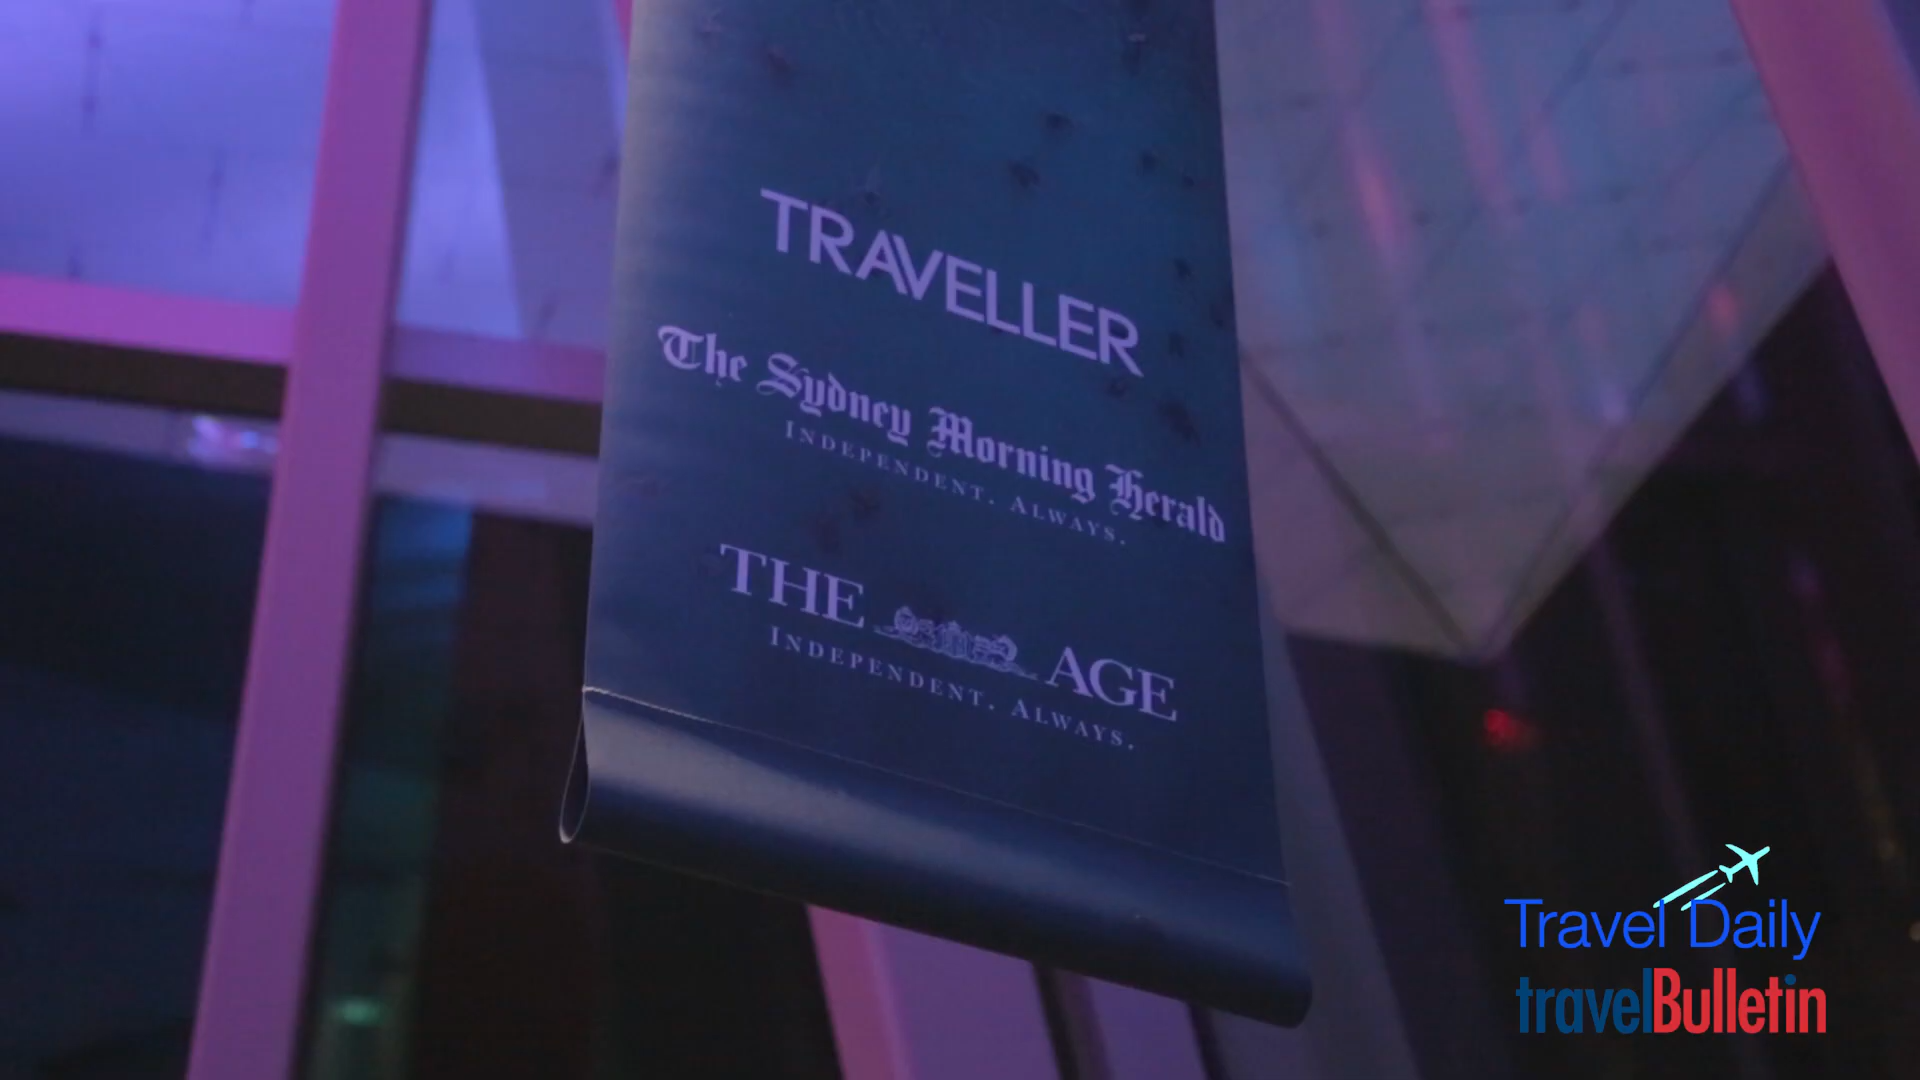 TRAVELLER
The Sydney Morning Herald
INDEPENDENT. ALWAYS.
THE AGE
INDEPENDENT. ALWAYS.
Travel Daily
travelBulletin